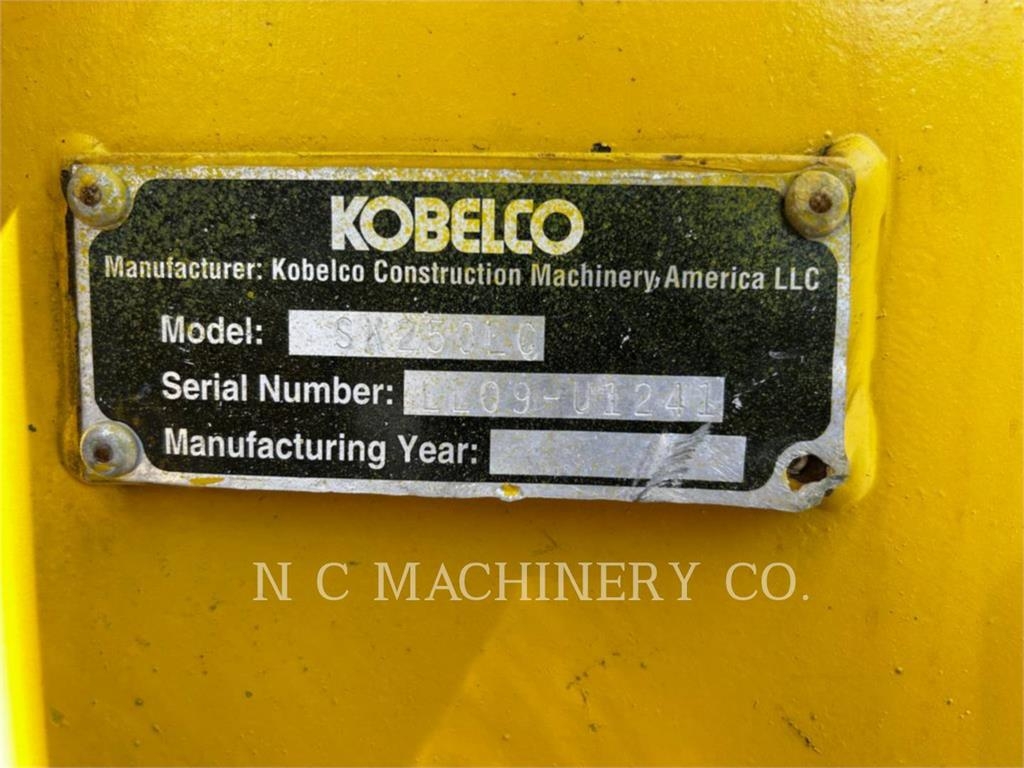 KOBELCO
Manufacturer: Kobelco Construction Machinery, America LLC
Model: SK250LC
Serial Number: LL09-U1241
Manufacturing Year:
N C MACHINERY CO.